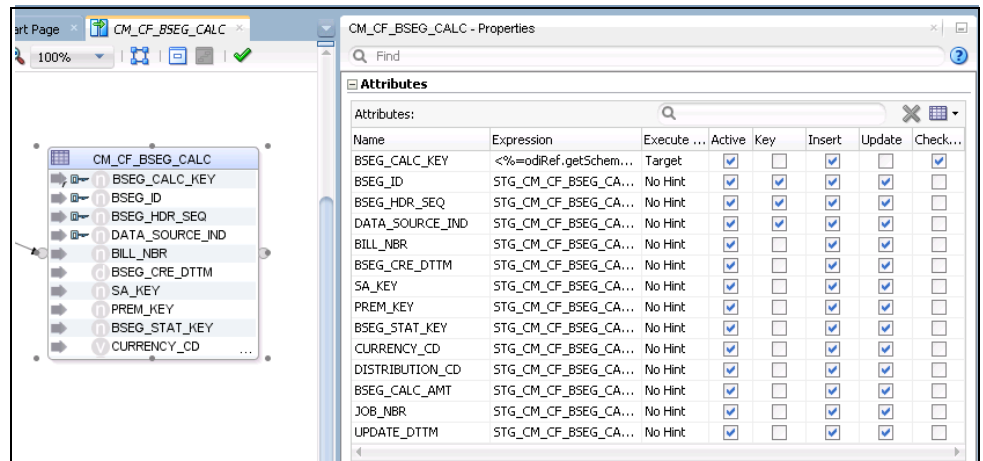 art Page
CM_CF_BSEG_CALC
100%
CM_CF_BSEG_CALC
BSEG_CALC_KEY
BSEG_ID
BSEG_HDR_SEQ
DATA_SOURCE_IND
BILL_NBR
BSEG_CRE_DTTM
SA_KEY
PREM_KEY
BSEG_STAT_KEY
CURRENCY_CD ...
CM_CF_BSEG_CALC - Properties
Find
Attributes
Attributes:
Name Expression Execute ... Active Key Insert Update Check...
BSEG_CALC_KEY <%=odiRef.getSchem... Target
BSEG_ID STG_CM_CF_BSEG_CA... No Hint
BSEG_HDR_SEQ STG_CM_CF_BSEG_CA... No Hint
DATA_SOURCE_IND STG_CM_CF_BSEG_CA... No Hint
BILL_NBR STG_CM_CF_BSEG_CA... No Hint
BSEG_CRE_DTTM STG_CM_CF_BSEG_CA... No Hint
SA_KEY STG_CM_CF_BSEG_CA... No Hint
PREM_KEY STG_CM_CF_BSEG_CA... No Hint
BSEG_STAT_KEY STG_CM_CF_BSEG_CA... No Hint
CURRENCY_CD STG_CM_CF_BSEG_CA... No Hint
DISTRIBUTION_CD STG_CM_CF_BSEG_CA... No Hint
BSEG_CALC_AMT STG_CM_CF_BSEG_CA... No Hint
JOB_NBR STG_CM_CF_BSEG_CA... No Hint
UPDATE_DTTM STG_CM_CF_BSEG_CA... No Hint